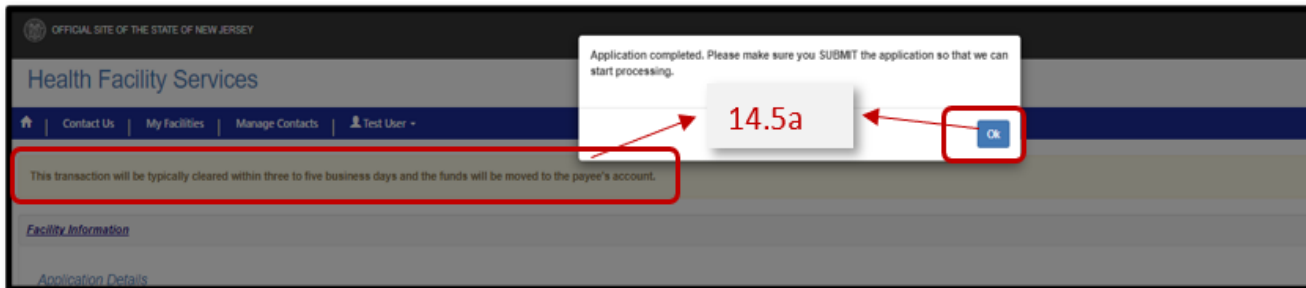 OFFICIAL SITE OF THE STATE OF NEW JERSEY
Application completed. Please make sure you SUBMIT the application so that we can
start processing.
Health Facility Services
14.5a
Ok
Contact Us | My Facilities | Manage Contacts | Test User
This transaction will be typically cleared within three to five business days and the funds will be moved to the payee's account.
Facility Information
Application Details